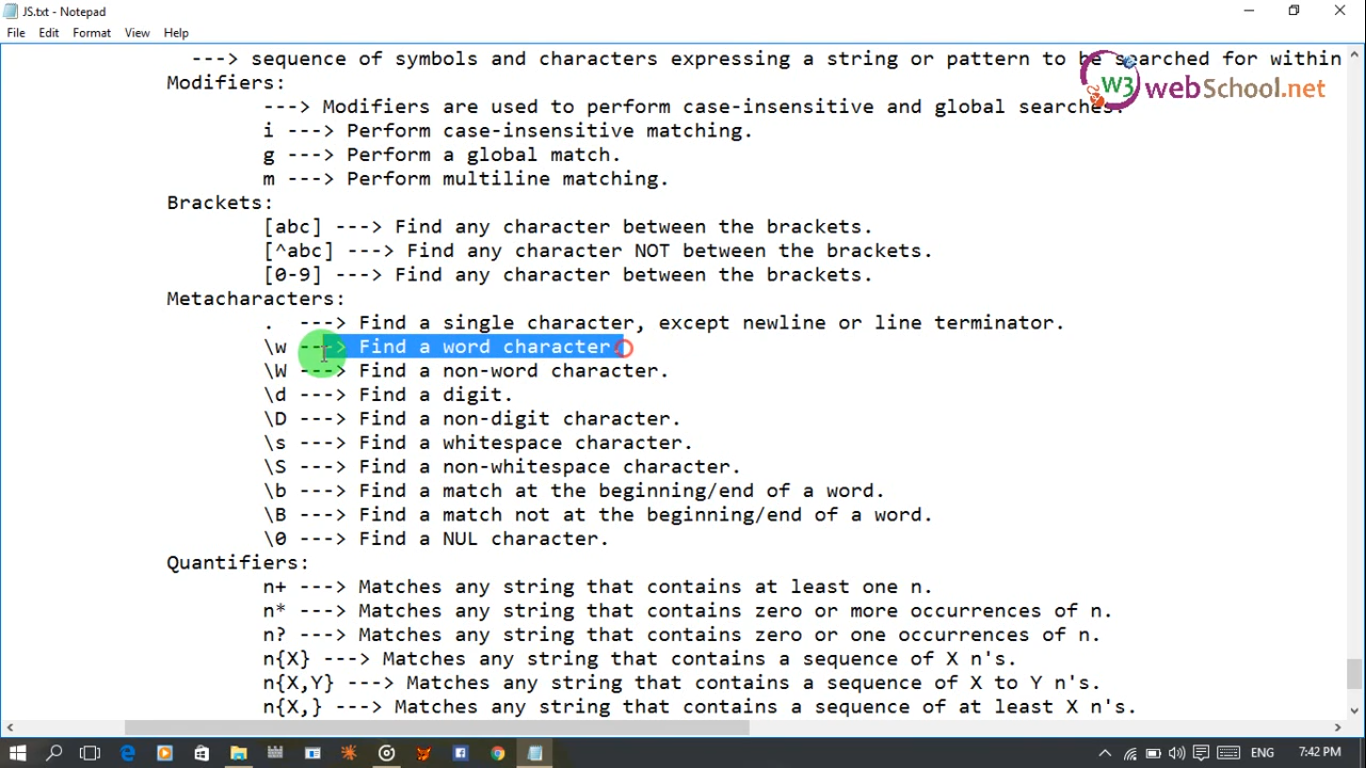 JS.txt - Notepad
File Edit Format View Help
---> sequence of symbols and characters expressing a string or pattern to be searched for within
W3 webSchool.net
Modifiers:
---> Modifiers are used to perform case-insensitive and global searches.
i ---> Perform case-insensitive matching.
g ---> Perform a global match.
m ---> Perform multiline matching.
Brackets:
[abc] ---> Find any character between the brackets.
[^abc] ---> Find any character NOT between the brackets.
[0-9] ---> Find any character between the brackets.
Metacharacters:
. ---> Find a single character, except newline or line terminator.
\w ---> Find a word character.
\W ---> Find a non-word character.
\d ---> Find a digit.
\D ---> Find a non-digit character.
\s ---> Find a whitespace character.
\S ---> Find a non-whitespace character.
\b ---> Find a match at the beginning/end of a word.
\B ---> Find a match not at the beginning/end of a word.
\0 ---> Find a NUL character.
Quantifiers:
n+ ---> Matches any string that contains at least one n.
n* ---> Matches any string that contains zero or more occurrences of n.
n? ---> Matches any string that contains zero or one occurrences of n.
n{X} ---> Matches any string that contains a sequence of X n's.
n{X,Y} ---> Matches any string that contains a sequence of X to Y n's.
n{X,} ---> Matches any string that contains a sequence of at least X n's.
ENG 7:42 PM